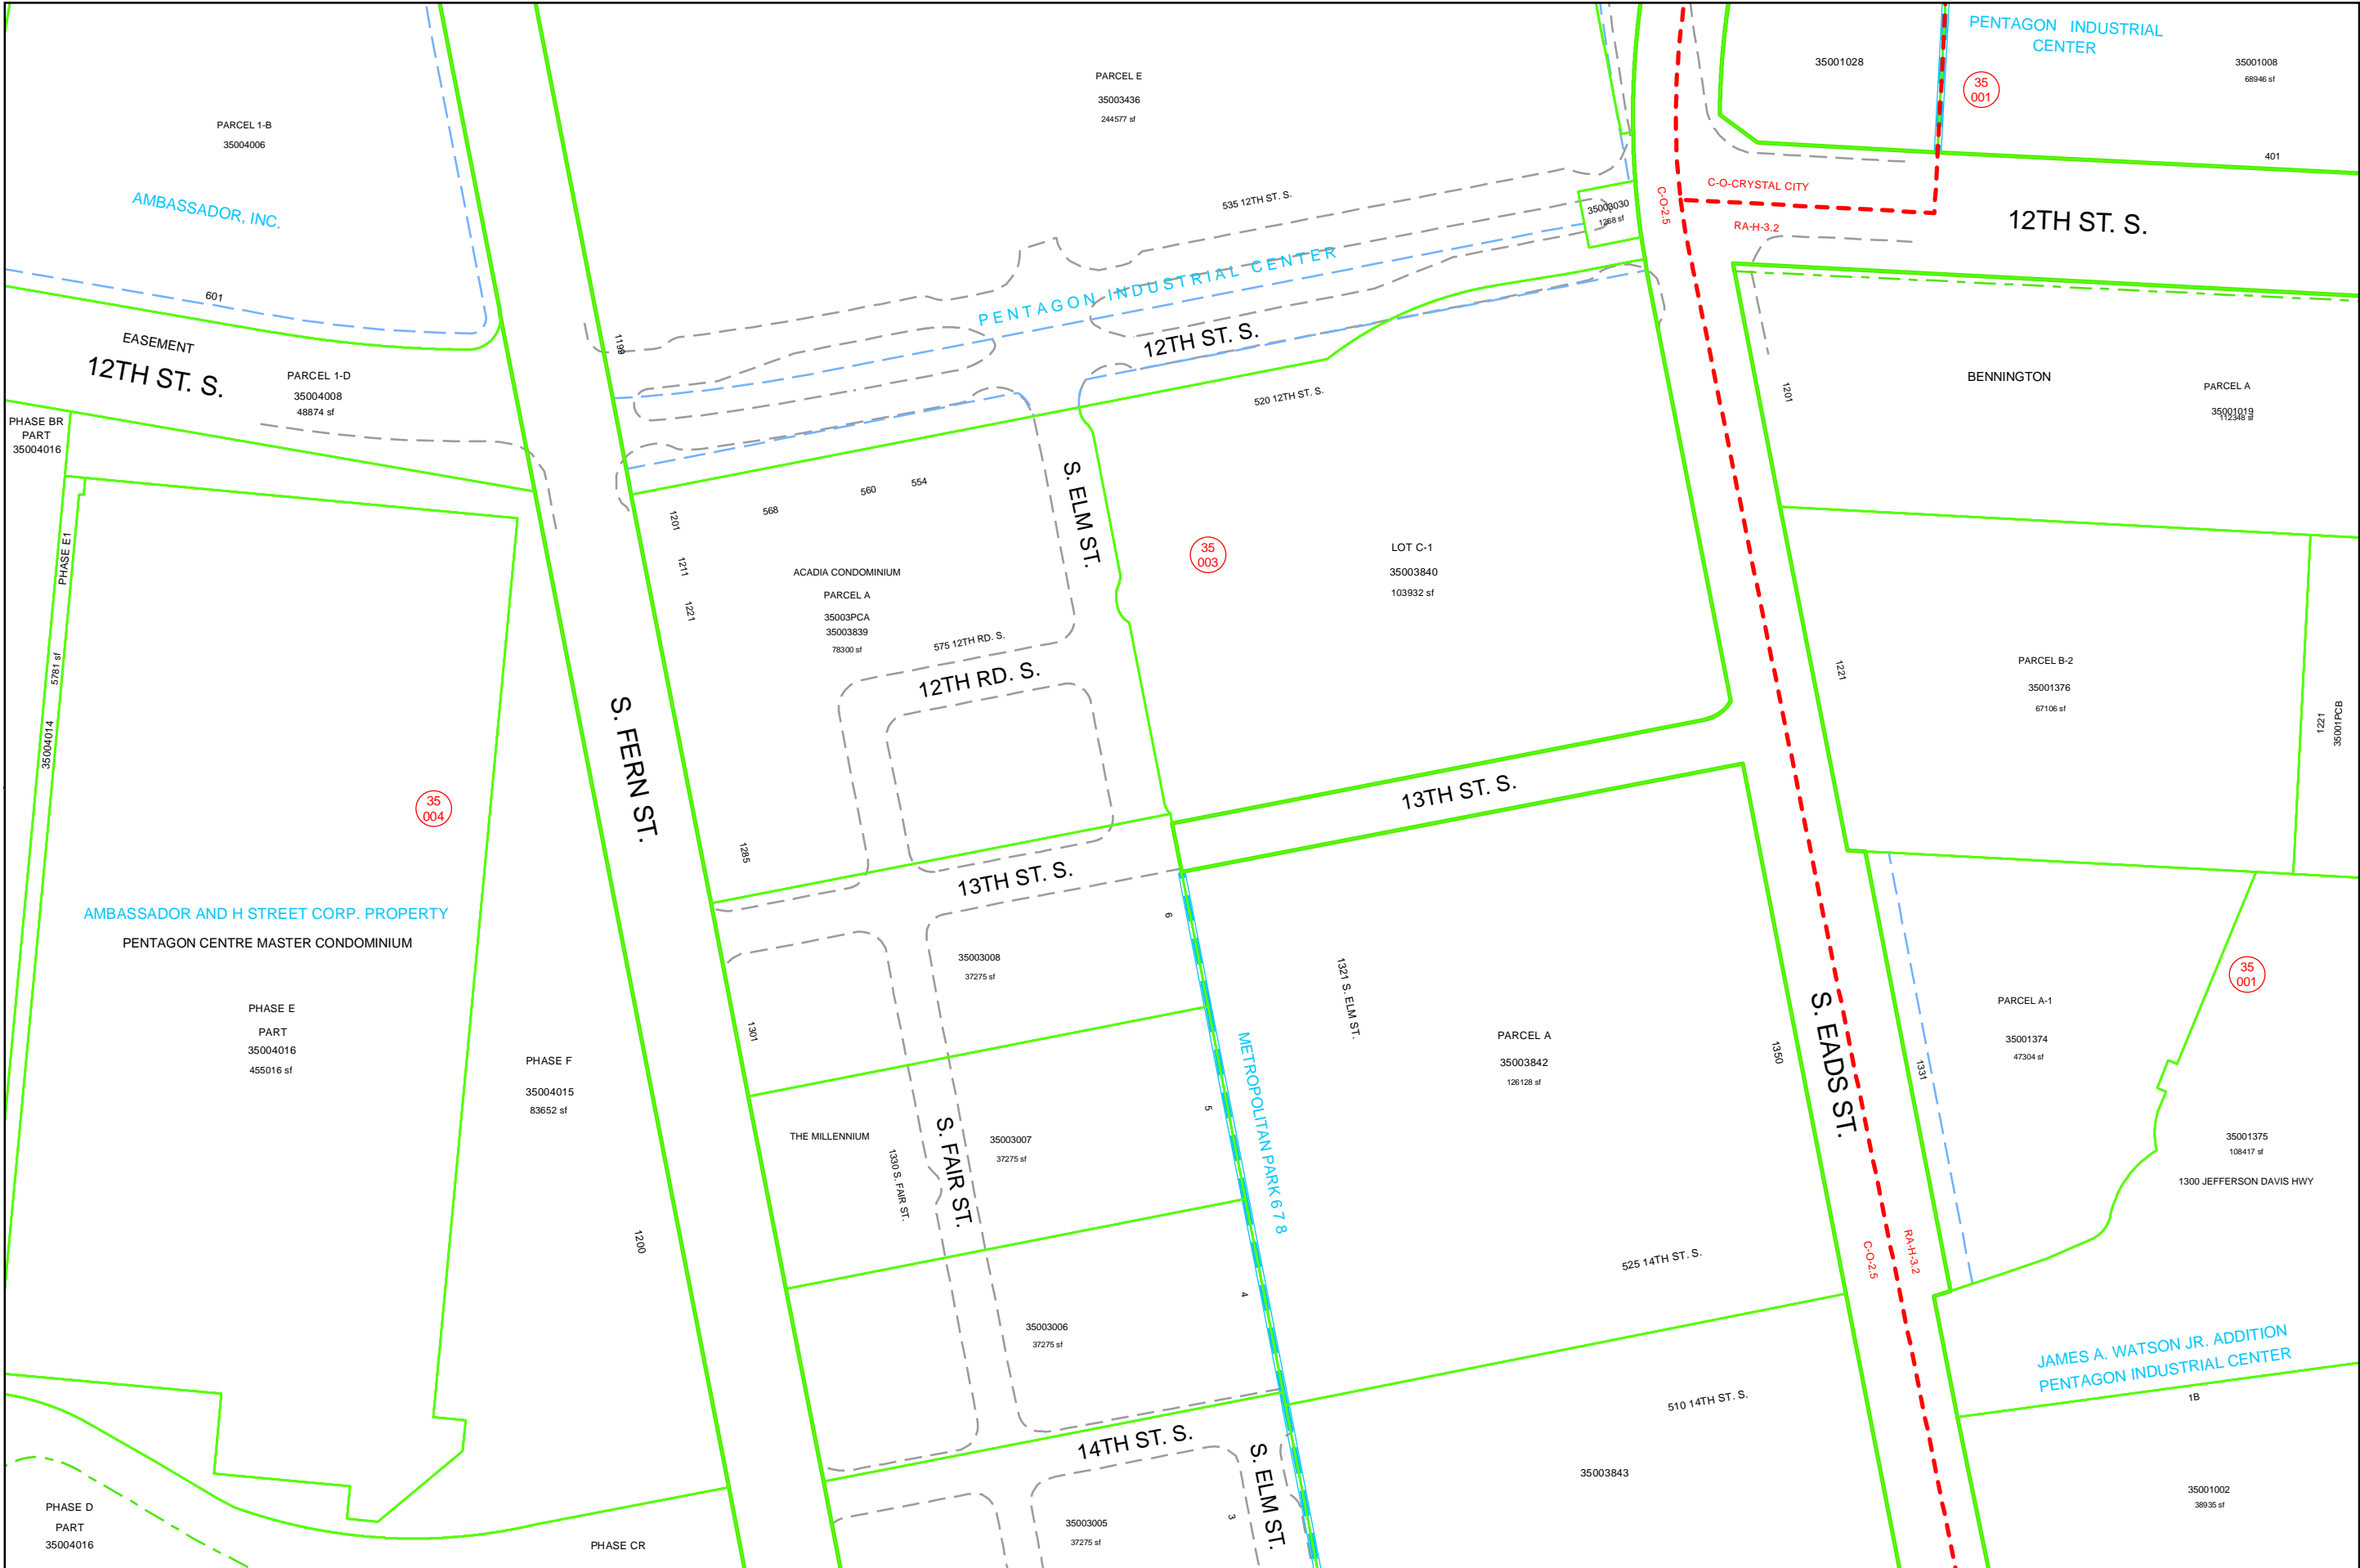 PARCEL 1-B
35004006
AMBASSADOR, INC.
601
EASEMENT
12TH ST. S.
PARCEL 1-D
35004008
48874 sf
PHASE BR
PART
35004016
PHASE E1
5781 sf
35004014
35
004
AMBASSADOR AND H STREET CORP. PROPERTY
PENTAGON CENTRE MASTER CONDOMINIUM
PHASE E
PART
35004016
455016 sf
PHASE F
35004015
83652 sf
1200
PHASE D
PART
35004016
PHASE CR
S. FERN ST.
PARCEL E
35003436
244577 sf
535 12TH ST. S.
PENTAGON INDUSTRIAL CENTER
12TH ST. S.
1199
35003030
1268 sf
520 12TH ST. S.
568
560
554
1201
1211
1221
1285
ACADIA CONDOMINIUM
PARCEL A
35003PCA
35003839
78300 sf
575 12TH RD. S.
12TH RD. S.
S. ELM ST.
35
003
LOT C-1
35003840
103932 sf
13TH ST. S.
13TH ST. S.
35003008
37275 sf
6
1301
THE MILLENNIUM
1330 S. FAIR ST.
S. FAIR ST.
35003007
37275 sf
5
METROPOLITAN PARK 6 7 8
35003006
37275 sf
4
14TH ST. S.
S. ELM ST.
35003005
37275 sf
3
1321 S. ELM ST.
PARCEL A
35003842
126128 sf
1350
525 14TH ST. S.
510 14TH ST. S.
35003843
S. EADS ST.
C-O-2.5
C-O-CRYSTAL CITY
RA-H-3.2
35001028
PENTAGON INDUSTRIAL
CENTER
35
001
35001008
68946 sf
401
12TH ST. S.
BENNINGTON
PARCEL A
35001019
112348 sf
1201
PARCEL B-2
35001376
67106 sf
1221
1221
35001PCB
PARCEL A-1
35001374
47304 sf
1331
35
001
35001375
108417 sf
1300 JEFFERSON DAVIS HWY
RA-H-3.2
C-O-2.5
JAMES A. WATSON JR. ADDITION
PENTAGON INDUSTRIAL CENTER
1B
35001002
38935 sf